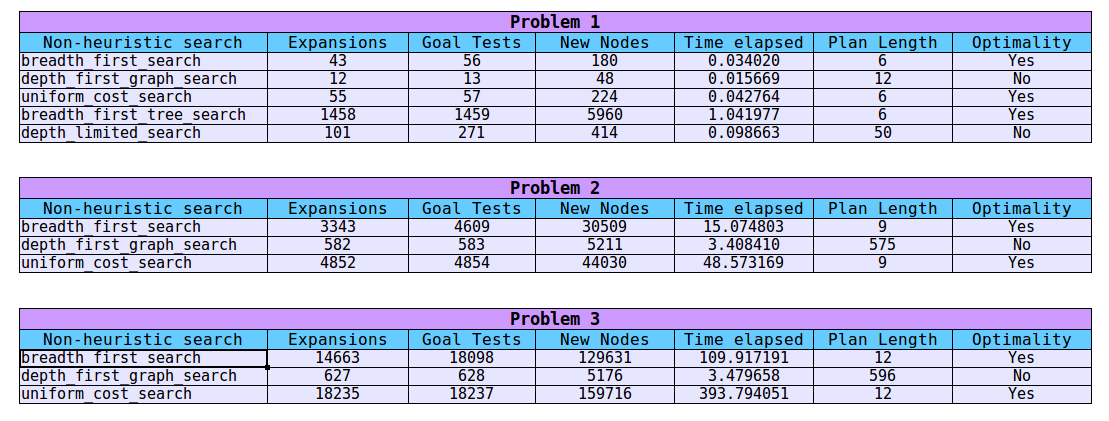 Problem 1
Non-heuristic search Expansions Goal Tests New Nodes Time elapsed Plan Length Optimality
breadth_first_search 43 56 180 0.034020 6 Yes
depth_first_graph_search 12 13 48 0.015669 12 No
uniform_cost_search 55 57 224 0.042764 6 Yes
breadth_first_tree_search 1458 1459 5960 1.041977 6 Yes
depth_limited_search 101 271 414 0.098663 50 No
Problem 2
Non-heuristic search Expansions Goal Tests New Nodes Time elapsed Plan Length Optimality
breadth_first_search 3343 4609 30509 15.074803 9 Yes
depth_first_graph_search 582 583 5211 3.408410 575 No
uniform_cost_search 4852 4854 44030 48.573169 9 Yes
Problem 3
Non-heuristic search Expansions Goal Tests New Nodes Time elapsed Plan Length Optimality
breadth_first_search 14663 18098 129631 109.917191 12 Yes
depth_first_graph_search 627 628 5176 3.479658 596 No
uniform_cost_search 18235 18237 159716 393.794051 12 Yes